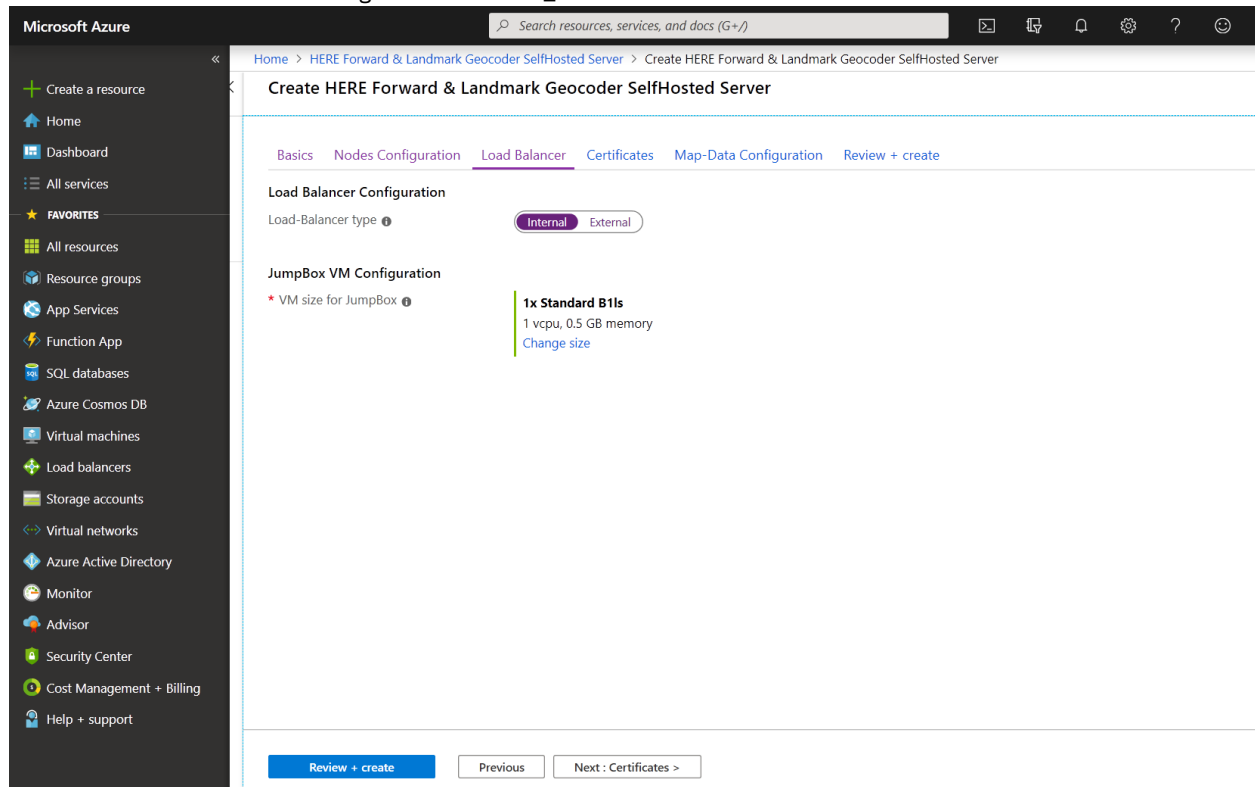 Microsoft Azure
Search resources, services, and docs (G+/)
Home > HERE Forward & Landmark Geocoder SelfHosted Server > Create HERE Forward & Landmark Geocoder SelfHosted Server
Create HERE Forward & Landmark Geocoder SelfHosted Server
Create a resource
Home
Dashboard
All services
FAVORITES
All resources
Resource groups
App Services
Function App
SQL databases
Azure Cosmos DB
Virtual machines
Load balancers
Storage accounts
Virtual networks
Azure Active Directory
Monitor
Advisor
Security Center
Cost Management + Billing
Help + support
Basics Nodes Configuration Load Balancer Certificates Map-Data Configuration Review + create
Load Balancer Configuration
Load-Balancer type Internal External
JumpBox VM Configuration
* VM size for JumpBox 1x Standard B1ls
1 vcpu, 0.5 GB memory
Change size
Review + create Previous Next : Certificates >